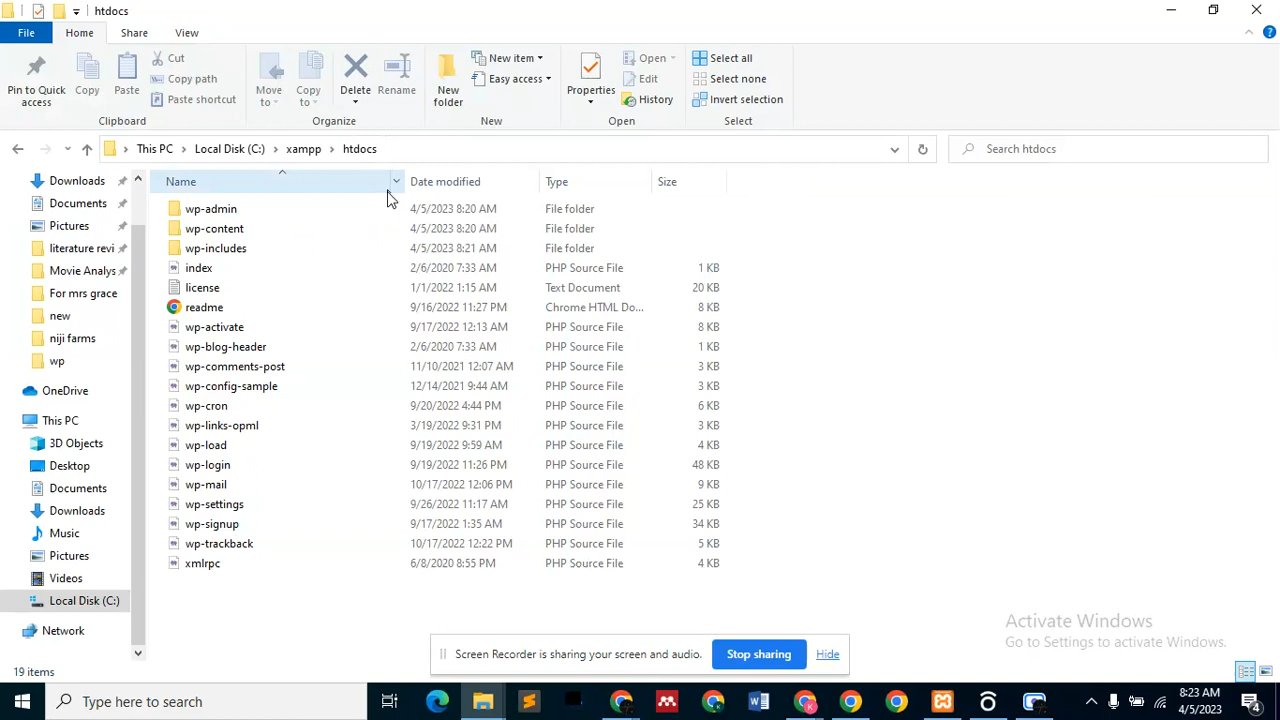 htdocs
File Home Share View
Pin to Quick access
Copy
Paste
Cut
Copy path
Paste shortcut
Clipboard
Move to
Copy to
Delete
Rename
Organize
New folder
New item
Easy access
New
Properties
Open
Edit
History
Open
Select all
Select none
Invert selection
Select
This PC > Local Disk (C:) > xampp > htdocs
Search htdocs
Name Date modified Type Size
Downloads
Documents
Pictures
literature revi
Movie Analys
For mrs grace
new
niji farms
wp
OneDrive
This PC
3D Objects
Desktop
Documents
Downloads
Music
Pictures
Videos
Local Disk (C:)
Network
wp-admin 4/5/2023 8:20 AM File folder
wp-content 4/5/2023 8:20 AM File folder
wp-includes 4/5/2023 8:21 AM File folder
index 2/6/2020 7:33 AM PHP Source File 1 KB
license 1/1/2022 1:15 AM Text Document 20 KB
readme 9/16/2022 11:27 PM Chrome HTML Do... 8 KB
wp-activate 9/17/2022 12:13 AM PHP Source File 8 KB
wp-blog-header 2/6/2020 7:33 AM PHP Source File 1 KB
wp-comments-post 11/10/2021 12:07 AM PHP Source File 3 KB
wp-config-sample 12/14/2021 9:44 AM PHP Source File 3 KB
wp-cron 9/20/2022 4:44 PM PHP Source File 6 KB
wp-links-opml 3/19/2022 9:31 PM PHP Source File 3 KB
wp-load 9/19/2022 9:59 AM PHP Source File 4 KB
wp-login 9/19/2022 11:26 PM PHP Source File 48 KB
wp-mail 10/17/2022 12:06 PM PHP Source File 9 KB
wp-settings 9/26/2022 11:17 AM PHP Source File 25 KB
wp-signup 9/17/2022 1:35 AM PHP Source File 34 KB
wp-trackback 10/17/2022 12:22 PM PHP Source File 5 KB
xmlrpc 6/8/2020 8:55 PM PHP Source File 4 KB
Activate Windows
Go to Settings to activate Windows.
Screen Recorder is sharing your screen and audio. Stop sharing Hide
19 items
Type here to search
8:23 AM
4/5/2023
4